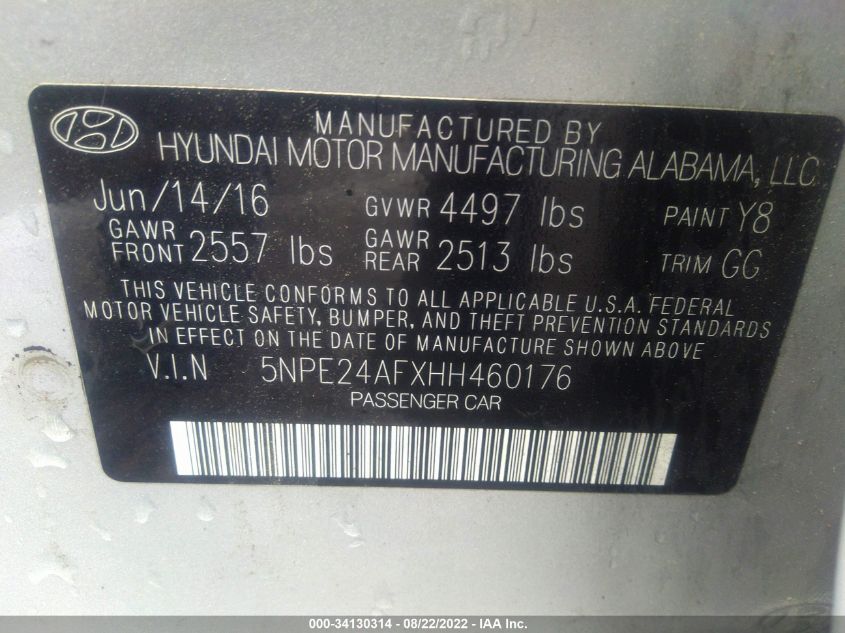 MANUFACTURED BY
HYUNDAI MOTOR MANUFACTURING ALABAMA, LLC
Jun/14/16 GVWR 4497 lbs PAINT Y8
GAWR FRONT 2557 lbs GAWR REAR 2513 lbs TRIM GG
THIS VEHICLE CONFORMS TO ALL APPLICABLE U.S.A. FEDERAL
MOTOR VEHICLE SAFETY, BUMPER, AND THEFT PREVENTION STANDARDS
IN EFFECT ON THE DATE OF MANUFACTURE SHOWN ABOVE
V.I.N 5NPE24AFXHH460176
PASSENGER CAR
000-34130314 - 08/22/2022 - IAA Inc.